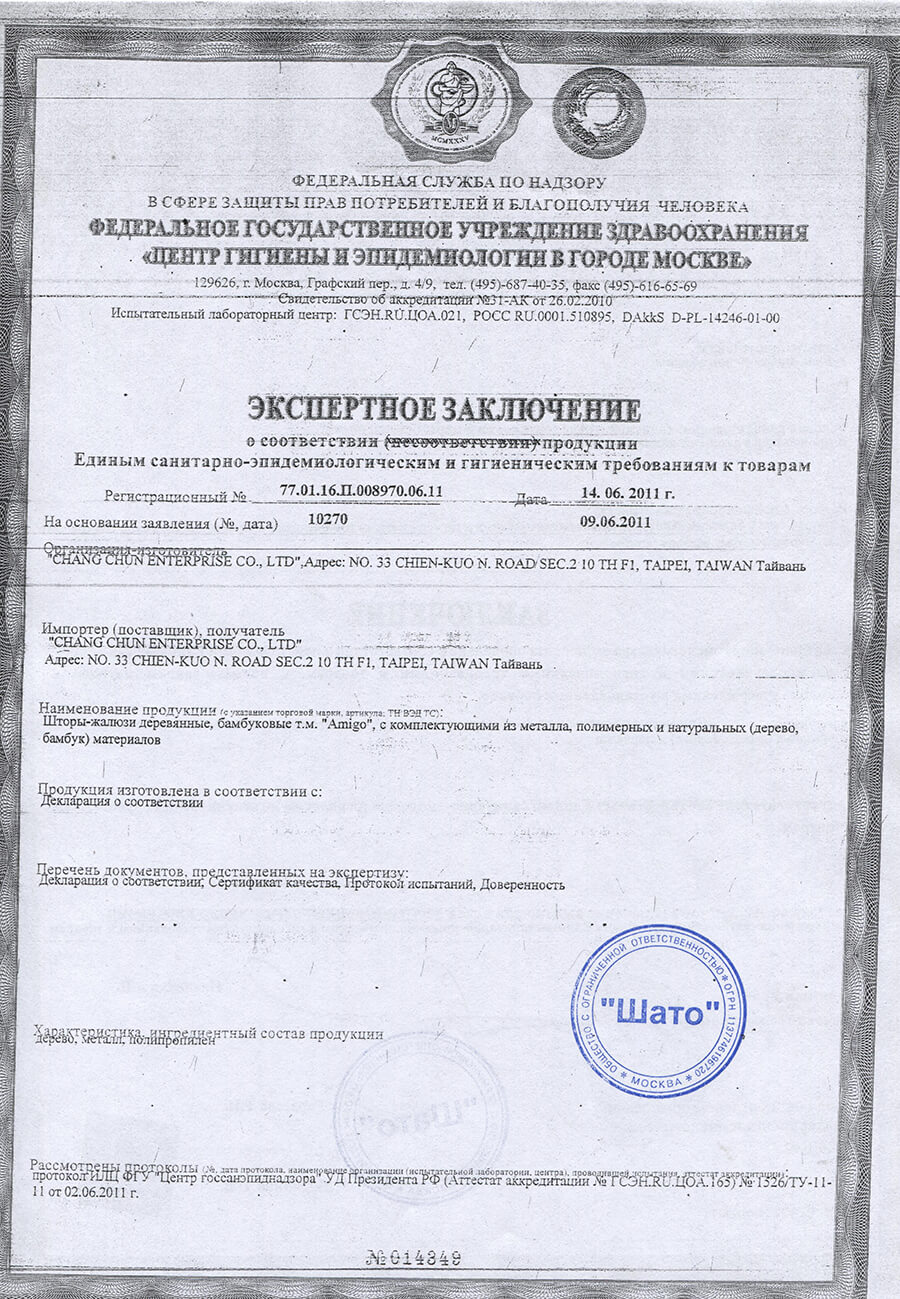 MCMXXXV
ФЕДЕРАЛЬНАЯ СЛУЖБА ПО НАДЗОРУ
В СФЕРЕ ЗАЩИТЫ ПРАВ ПОТРЕБИТЕЛЕЙ И БЛАГОПОЛУЧИЯ ЧЕЛОВЕКА
ФЕДЕРАЛЬНОЕ ГОСУДАРСТВЕННОЕ УЧРЕЖДЕНИЕ ЗДРАВООХРАНЕНИЯ
«ЦЕНТР ГИГИЕНЫ И ЭПИДЕМИОЛОГИИ В ГОРОДЕ МОСКВЕ»
129626, г. Москва, Графский пер., д. 4/9, тел. (495)-687-40-35, факс (495)-616-65-69
Свидетельство об аккредитации №31-АК от 26.02.2010
Испытательный лабораторный центр: ГСЭН.RU.ЦОА.021, РОСС RU.0001.510895, DAkkS D-PL-14246-01-00
ЭКСПЕРТНОЕ ЗАКЛЮЧЕНИЕ
о соответствии (несоответствии) продукции
Единым санитарно-эпидемиологическим и гигиеническим требованиям к товарам
Регистрационный № 77.01.16.П.008970.06.11 Дата 14. 06. 2011 г.
На основании заявления (№, дата) 10270 09.06.2011
Организация-изготовитель
"CHANG CHUN ENTERPRISE CO., LTD",Адрес: NO. 33 CHIEN-KUO N. ROAD SEC.2 10 TH F1, TAIPEI, TAIWAN Тайвань
Импортер (поставщик), получатель
"CHANG CHUN ENTERPRISE CO., LTD"
Адрес: NO. 33 CHIEN-KUO N. ROAD SEC.2 10 TH F1, TAIPEI, TAIWAN Тайвань
Наименование продукции (с указанием торговой марки, артикула; ТН ВЭД ТС):
Шторы-жалюзи деревянные, бамбуковые т.м. "Amigo", с комплектующими из металла, полимерных и натуральных (дерево,
бамбук) материалов
Продукция изготовлена в соответствии с:
Декларация о соответствии
Перечень документов, представленных на экспертизу:
Декларация о соответствии, Сертификат качества, Протокол испытаний, Доверенность
ОБЩЕСТВО С ОГРАНИЧЕННОЙ ОТВЕТСТВЕННОСТЬЮ * ОГРН 1137746196720 * МОСКВА *
"Шато"
Характеристика, ингредиентный состав продукции
дерево, металл, полипропилен
Рассмотрены протоколы (№, дата протокола, наименование организации (испытательной лаборатории, центра), проводившей испытания, аттестат аккредитации):
протокол ИЛЦ ФГУ "Центр госсанэпиднадзора" УД Президента РФ (Аттестат аккредитации № ГСЭН.RU.ЦОА.165) № 1526/ТУ-11-
11 от 02.06.2011 г.
№014349